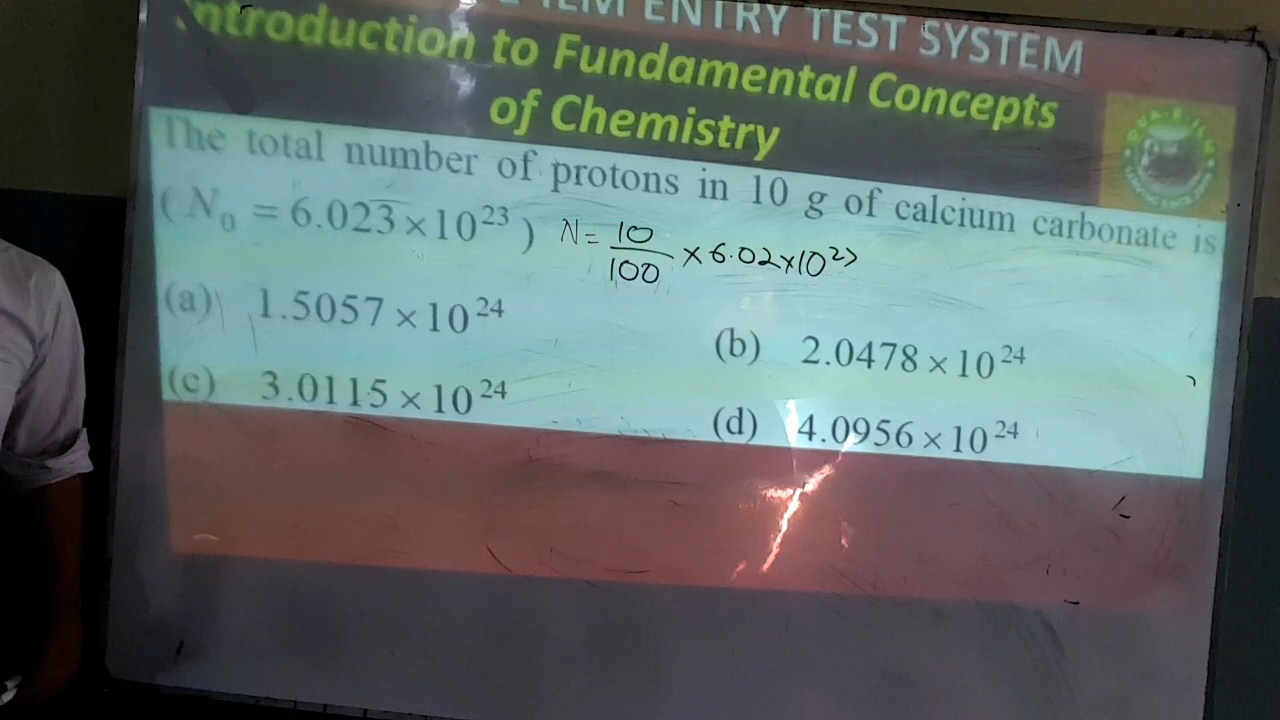 ENTRY TEST SYSTEM
Introduction to Fundamental Concepts
of Chemistry
The total number of protons in 10 g of calcium carbonate is
( N₀ = 6.023 × 10²³ ) N = 10/100 × 6.02 × 10²³
(a) 1.5057 × 10²⁴
(b) 2.0478 × 10²⁴
(c) 3.0115 × 10²⁴
(d) 4.0956 × 10²⁴